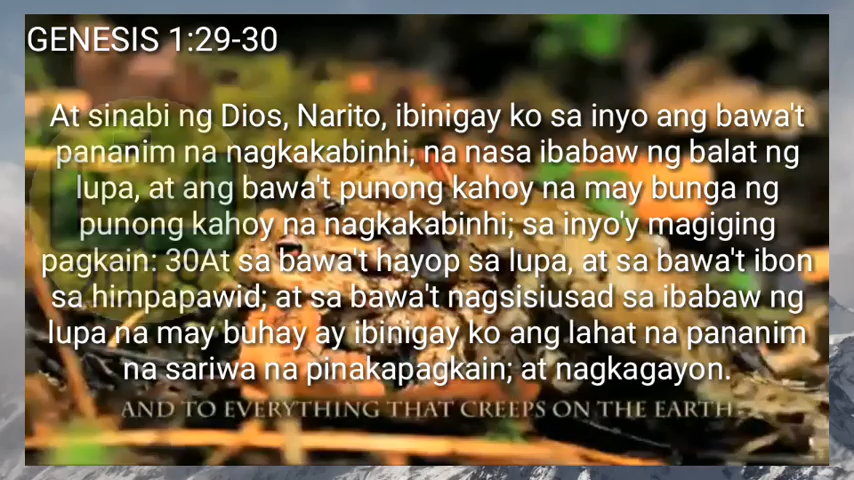 GENESIS 1:29-30
At sinabi ng Dios, Narito, ibinigay ko sa inyo ang bawa't
pananim na nagkakabinhi, na nasa ibabaw ng balat ng
lupa, at ang bawa't punong kahoy na may bunga ng
punong kahoy na nagkakabinhi; sa inyo'y magiging
pagkain: 30At sa bawa't hayop sa lupa, at sa bawa't ibon
sa himpapawid; at sa bawa't nagsisiusad sa ibabaw ng
lupa na may buhay ay ibinigay ko ang lahat na pananim
na sariwa na pinakapagkain; at nagkagayon.
AND TO EVERYTHING THAT CREEPS ON THE EARTH